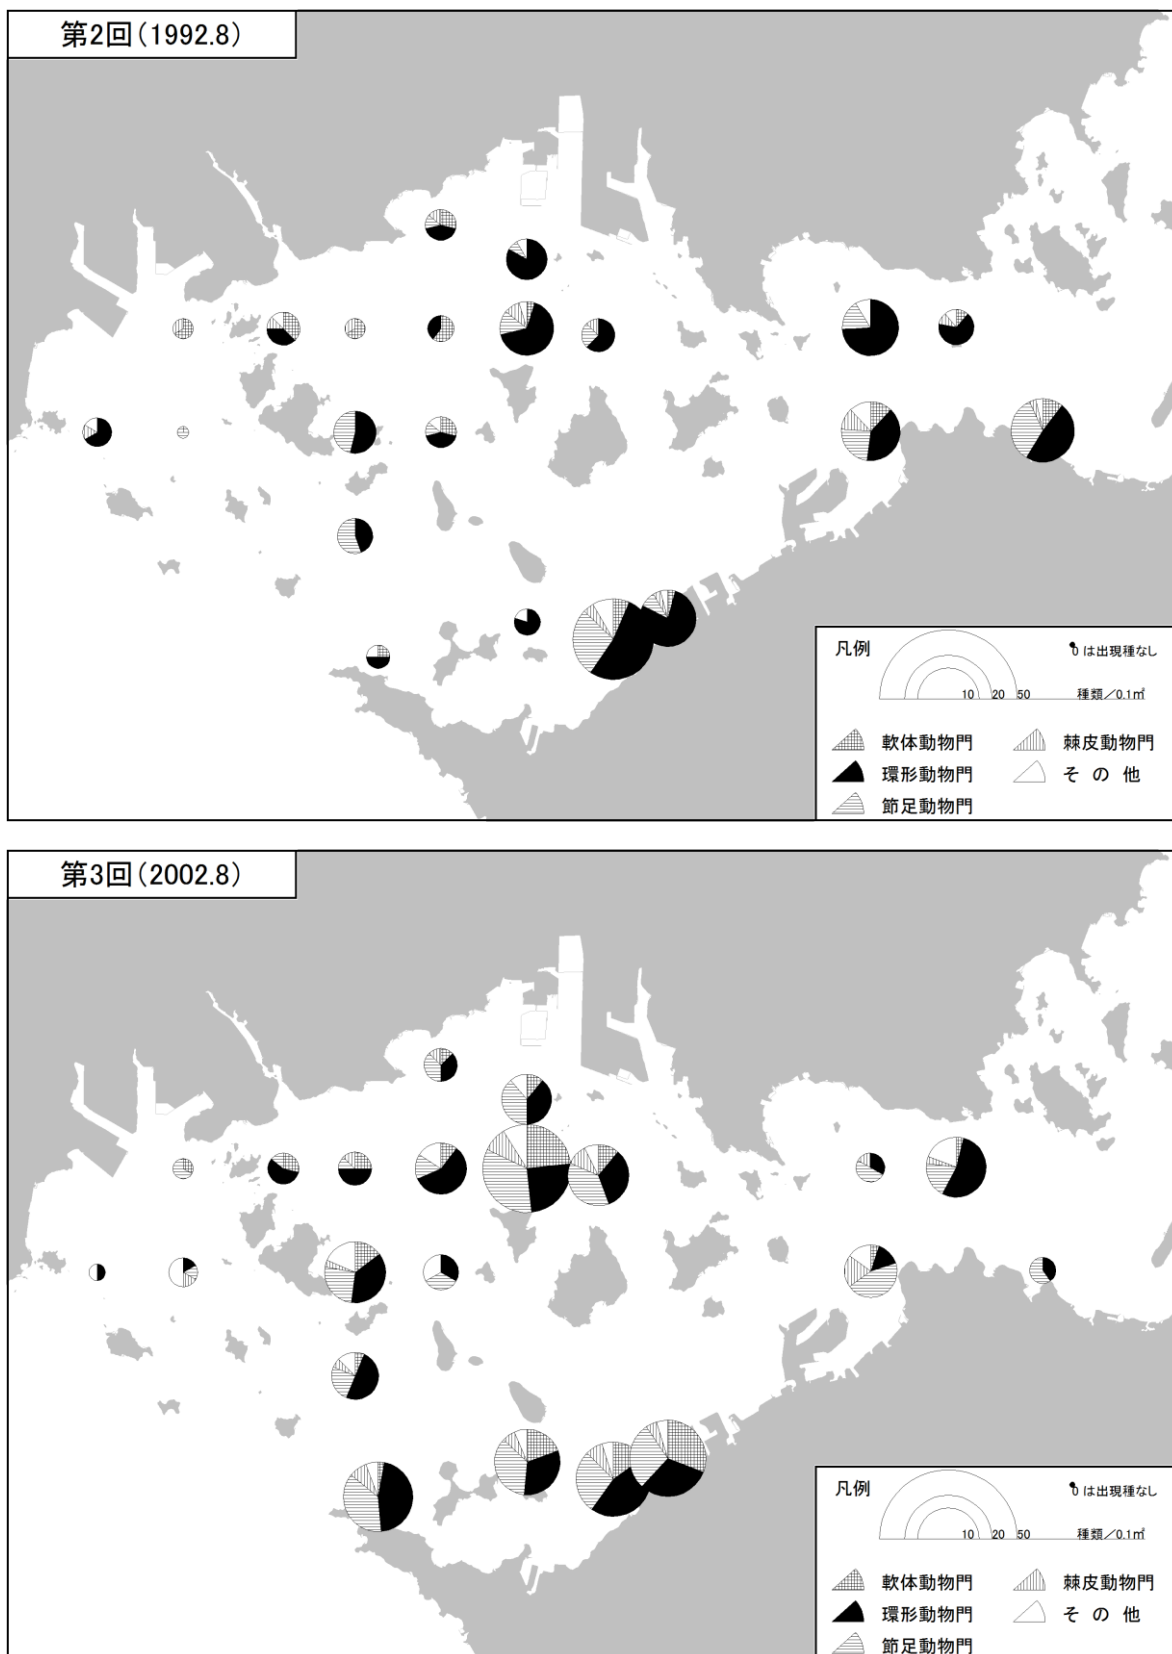 第2回(1992.8)
凡例
0 は出現種なし
10 20 50 種類/0.1㎡
軟体動物門 棘皮動物門
環形動物門 その他
節足動物門
第3回(2002.8)
凡例
0 は出現種なし
10 20 50 種類/0.1㎡
軟体動物門 棘皮動物門
環形動物門 その他
節足動物門